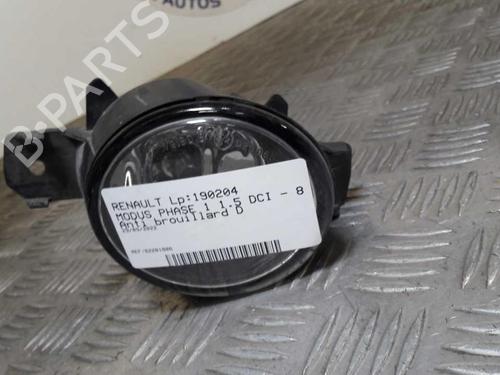 AUTOS
B-PARTS
RENAULT Lp:190204
MODUS PHASE 1 1.5 DCI - 8
Anti brouillard D